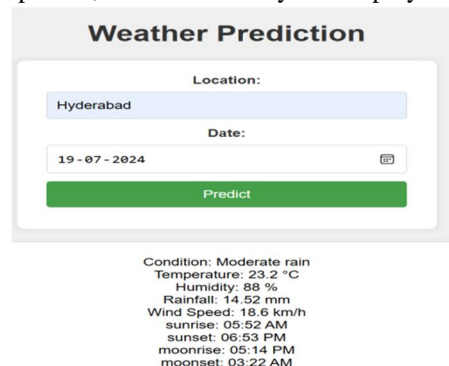 Weather Prediction
Location:
Hyderabad
Date:
19-07-2024
Predict
Condition: Moderate rain
Temperature: 23.2 °C
Humidity: 88 %
Rainfall: 14.52 mm
Wind Speed: 18.6 km/h
sunrise: 05:52 AM
sunset: 06:53 PM
moonrise: 05:14 PM
moonset: 03:22 AM